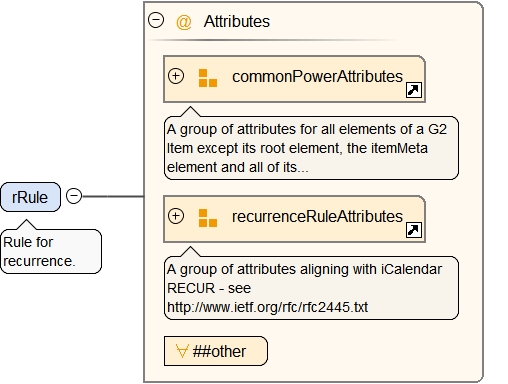 @ Attributes
commonPowerAttributes
A group of attributes for all elements of a G2
Item except its root element, the itemMeta
element and all of its...
rRule
Rule for
recurrence.
recurrenceRuleAttributes
A group of attributes aligning with iCalendar
RECUR - see
http://www.ietf.org/rfc/rfc2445.txt
##other